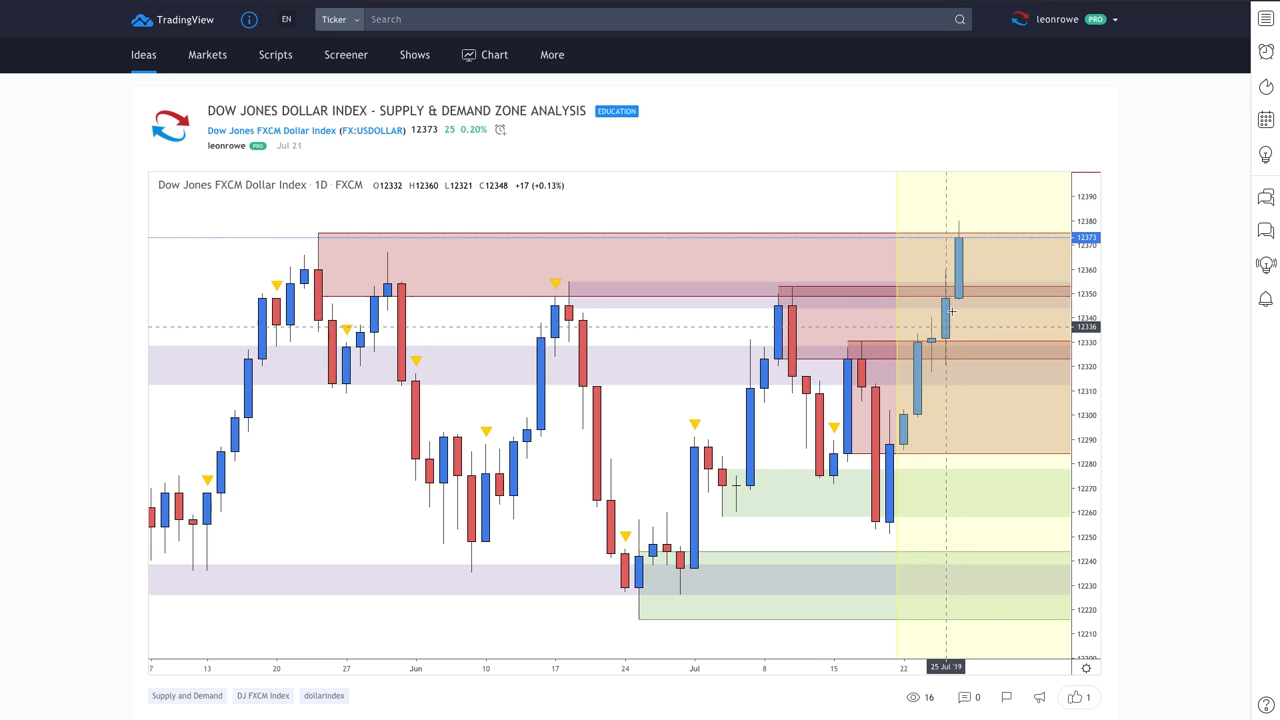 TradingView
EN
Ticker
Search
leonrowe PRO
Ideas Markets Scripts Screener Shows Chart More
DOW JONES DOLLAR INDEX - SUPPLY & DEMAND ZONE ANALYSIS EDUCATION
Dow Jones FXCM Dollar Index (FX:USDOLLAR) 12373 25 0.20%
leonrowe PRO Jul 21
Dow Jones FXCM Dollar Index · 1D · FXCM O12332 H12360 L12321 C12348 +17 (+0.13%)
12390
12380
12373
12370
12360
12350
12340
12336
12330
12320
12310
12300
12290
12280
12270
12260
12250
12240
12230
12220
12210
12200
7 13 20 27 Jun 10 17 24 Jul 8 15 22 25 Jul '19
Supply and Demand DJ FXCM Index dollarindex
16 0 1